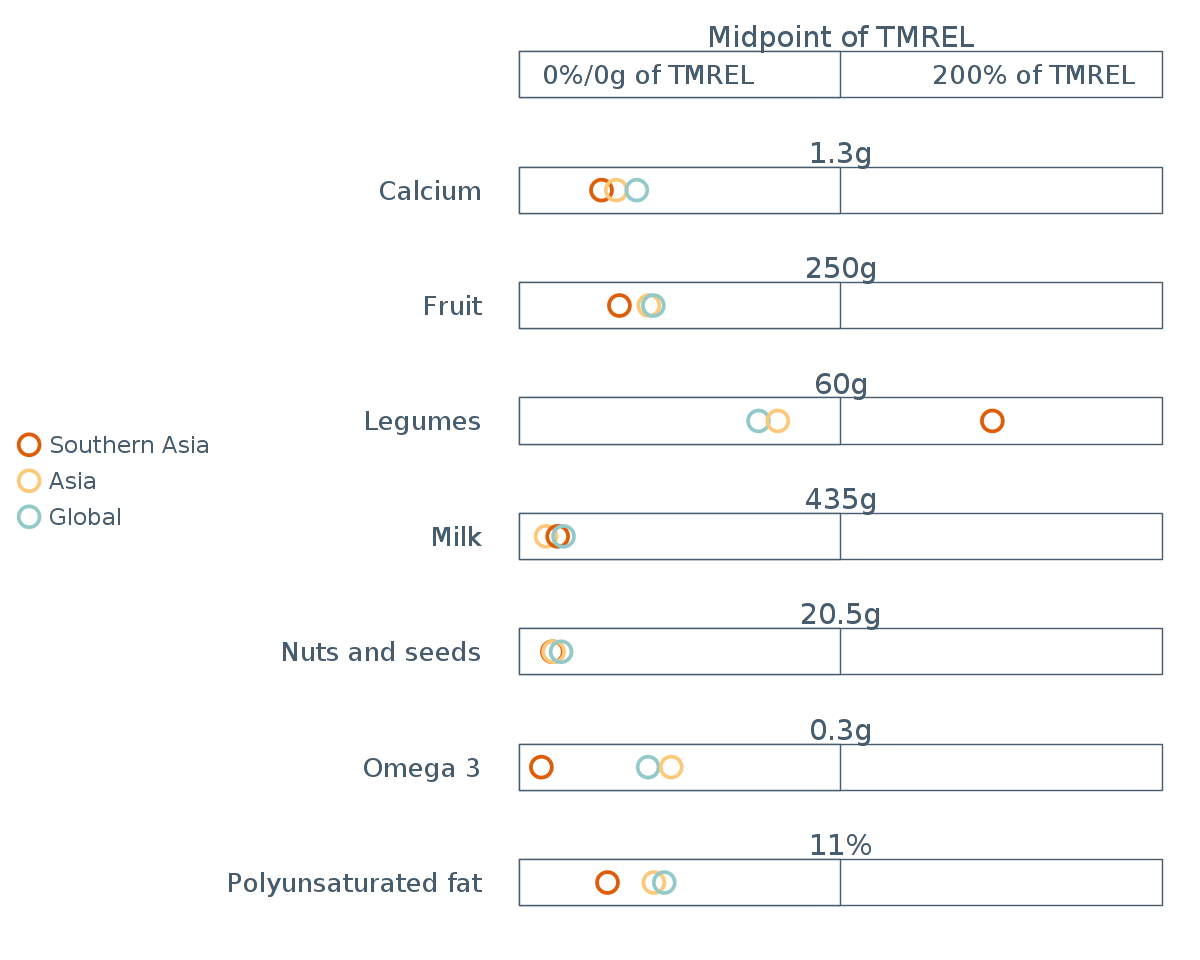 Midpoint of TMREL
0%/0g of TMREL 200% of TMREL
1.3g
Calcium
250g
Fruit
60g
Legumes
Southern Asia
Asia
Global
435g
Milk
20.5g
Nuts and seeds
0.3g
Omega 3
11%
Polyunsaturated fat